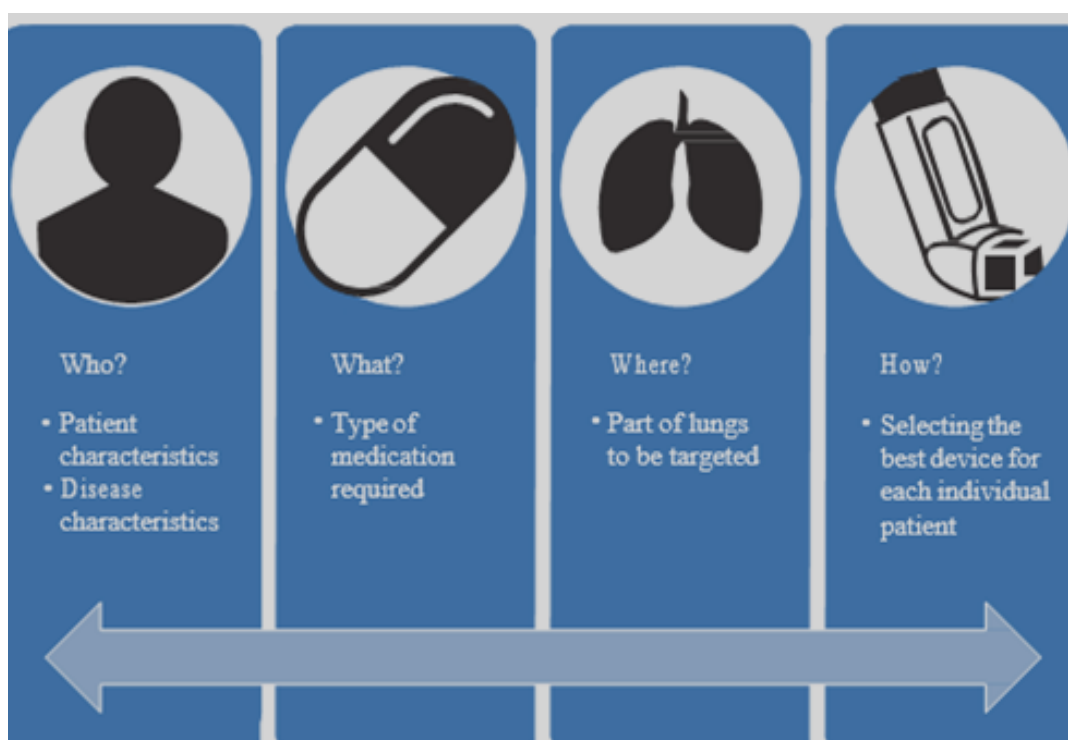 Who?
• Patient
characteristics
• Disease
characteristics
What?
• Type of
medication
required
Where?
• Part of lungs
to be targeted
How?
• Selecting the
best device for
each individual
patient